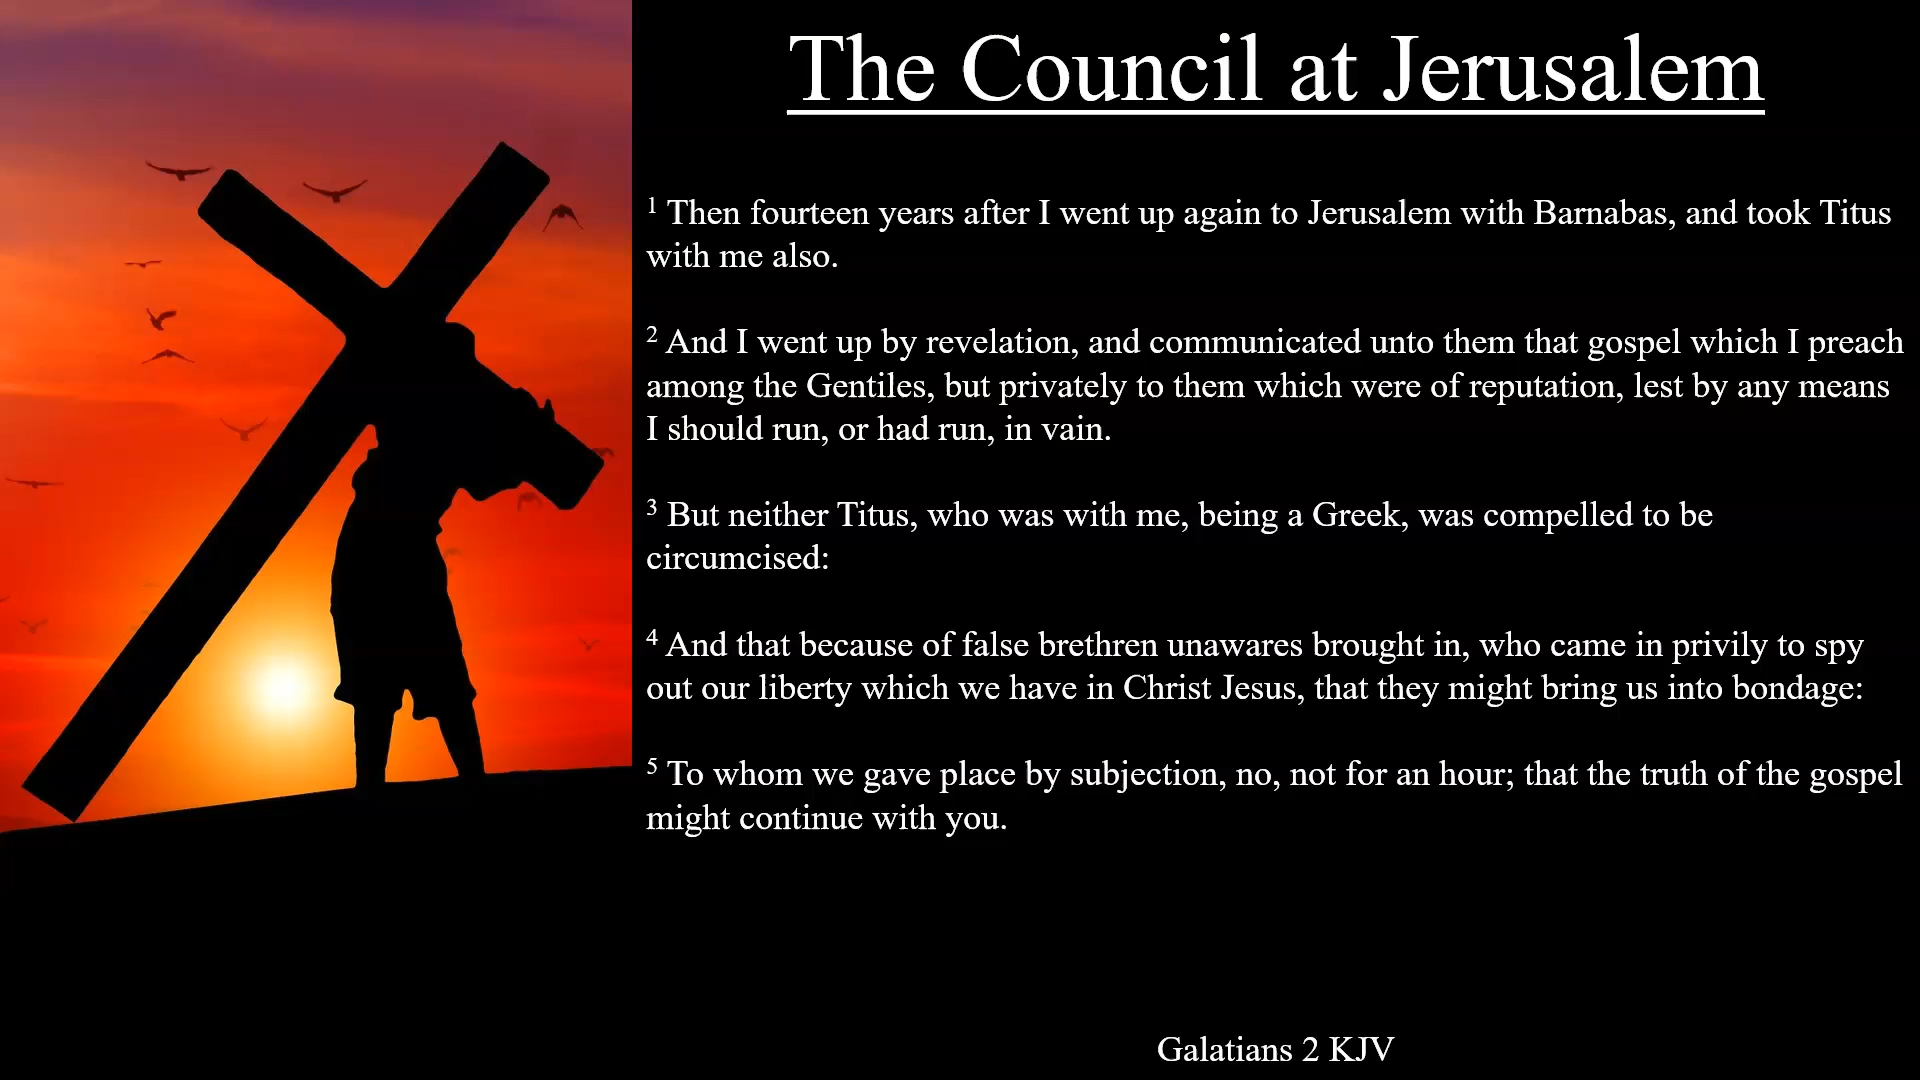 The Council at Jerusalem
1 Then fourteen years after I went up again to Jerusalem with Barnabas, and took Titus
with me also.
2 And I went up by revelation, and communicated unto them that gospel which I preach
among the Gentiles, but privately to them which were of reputation, lest by any means
I should run, or had run, in vain.
3 But neither Titus, who was with me, being a Greek, was compelled to be
circumcised:
4 And that because of false brethren unawares brought in, who came in privily to spy
out our liberty which we have in Christ Jesus, that they might bring us into bondage:
5 To whom we gave place by subjection, no, not for an hour; that the truth of the gospel
might continue with you.
Galatians 2 KJV